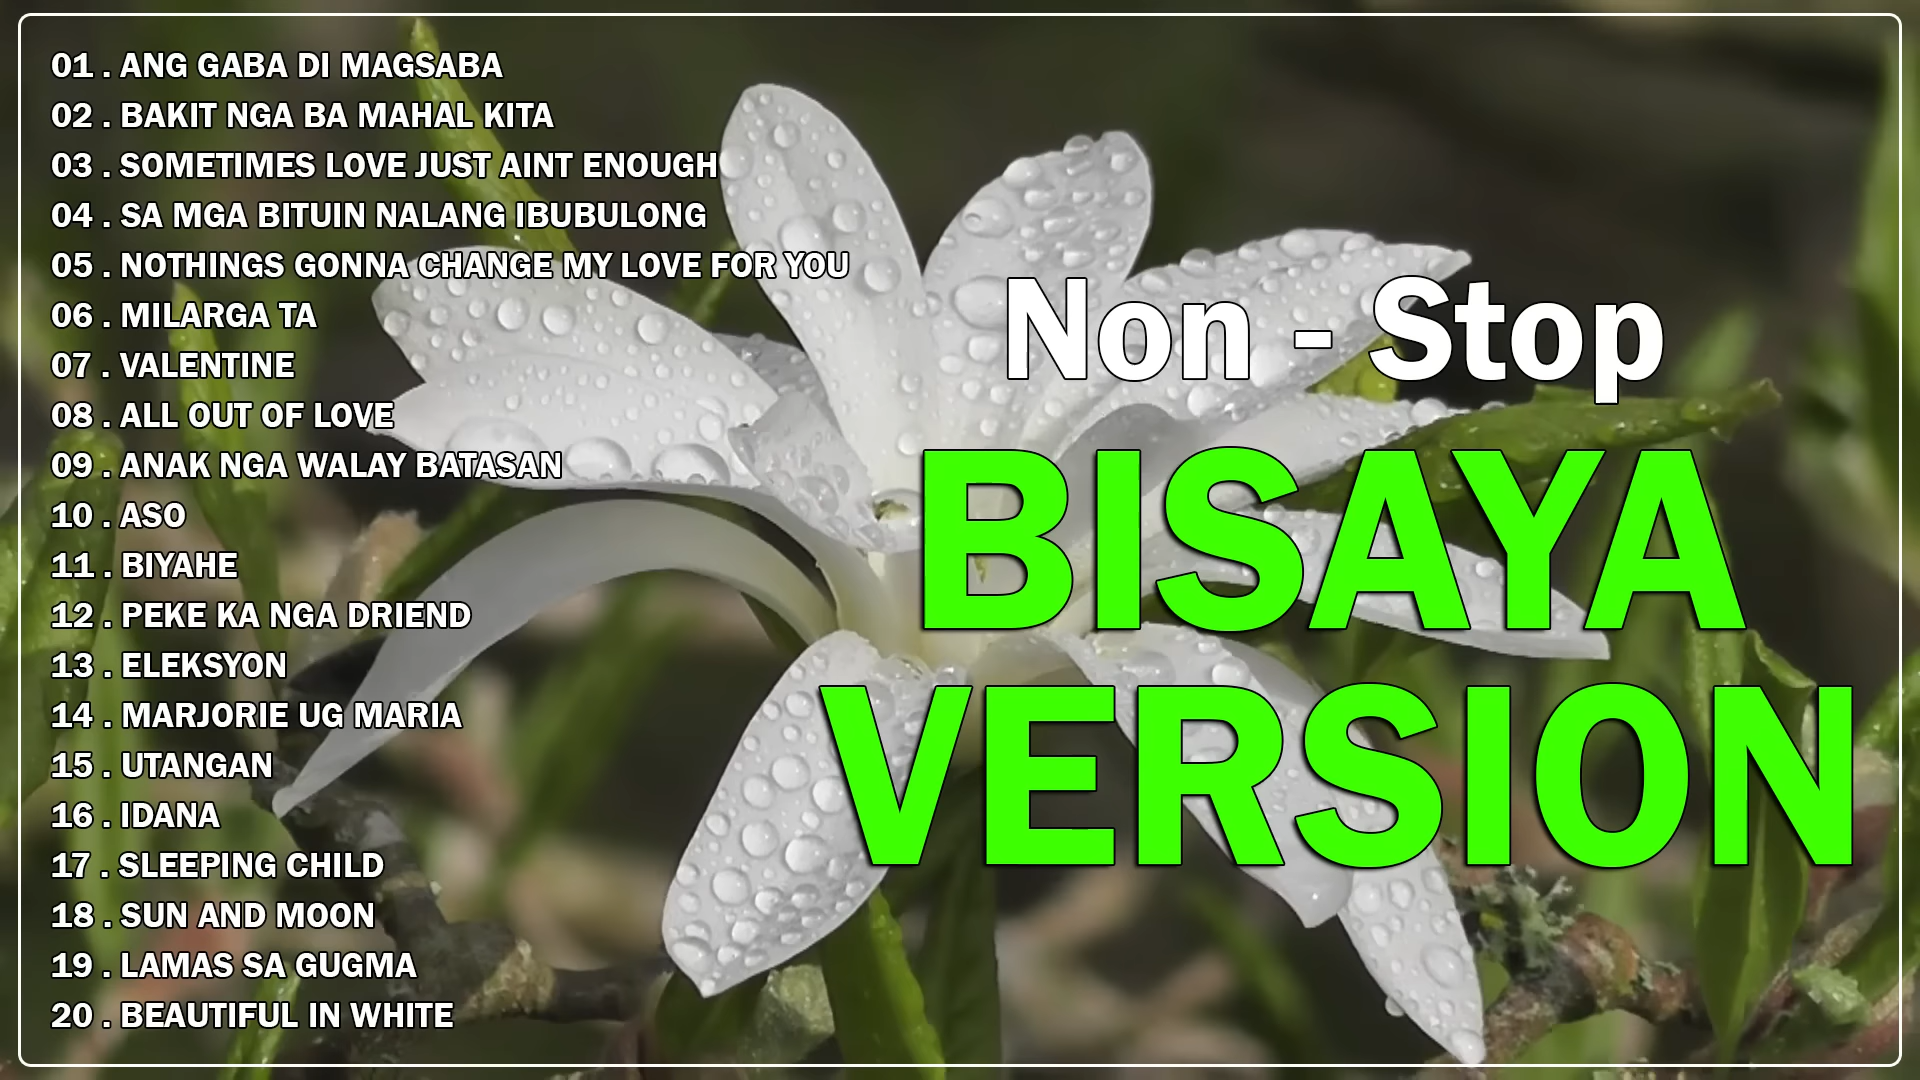 01 . ANG GABA DI MAGSABA
02 . BAKIT NGA BA MAHAL KITA
03 . SOMETIMES LOVE JUST AINT ENOUGH
04 . SA MGA BITUIN NALANG IBUBULONG
05 . NOTHINGS GONNA CHANGE MY LOVE FOR YOU
06 . MILARGA TA
07 . VALENTINE
08 . ALL OUT OF LOVE
09 . ANAK NGA WALAY BATASAN
10 . ASO
11 . BIYAHE
12 . PEKE KA NGA DRIEND
13 . ELEKSYON
14 . MARJORIE UG MARIA
15 . UTANGAN
16 . IDANA
17 . SLEEPING CHILD
18 . SUN AND MOON
19 . LAMAS SA GUGMA
20 . BEAUTIFUL IN WHITE
Non - Stop
BISAYA
VERSION